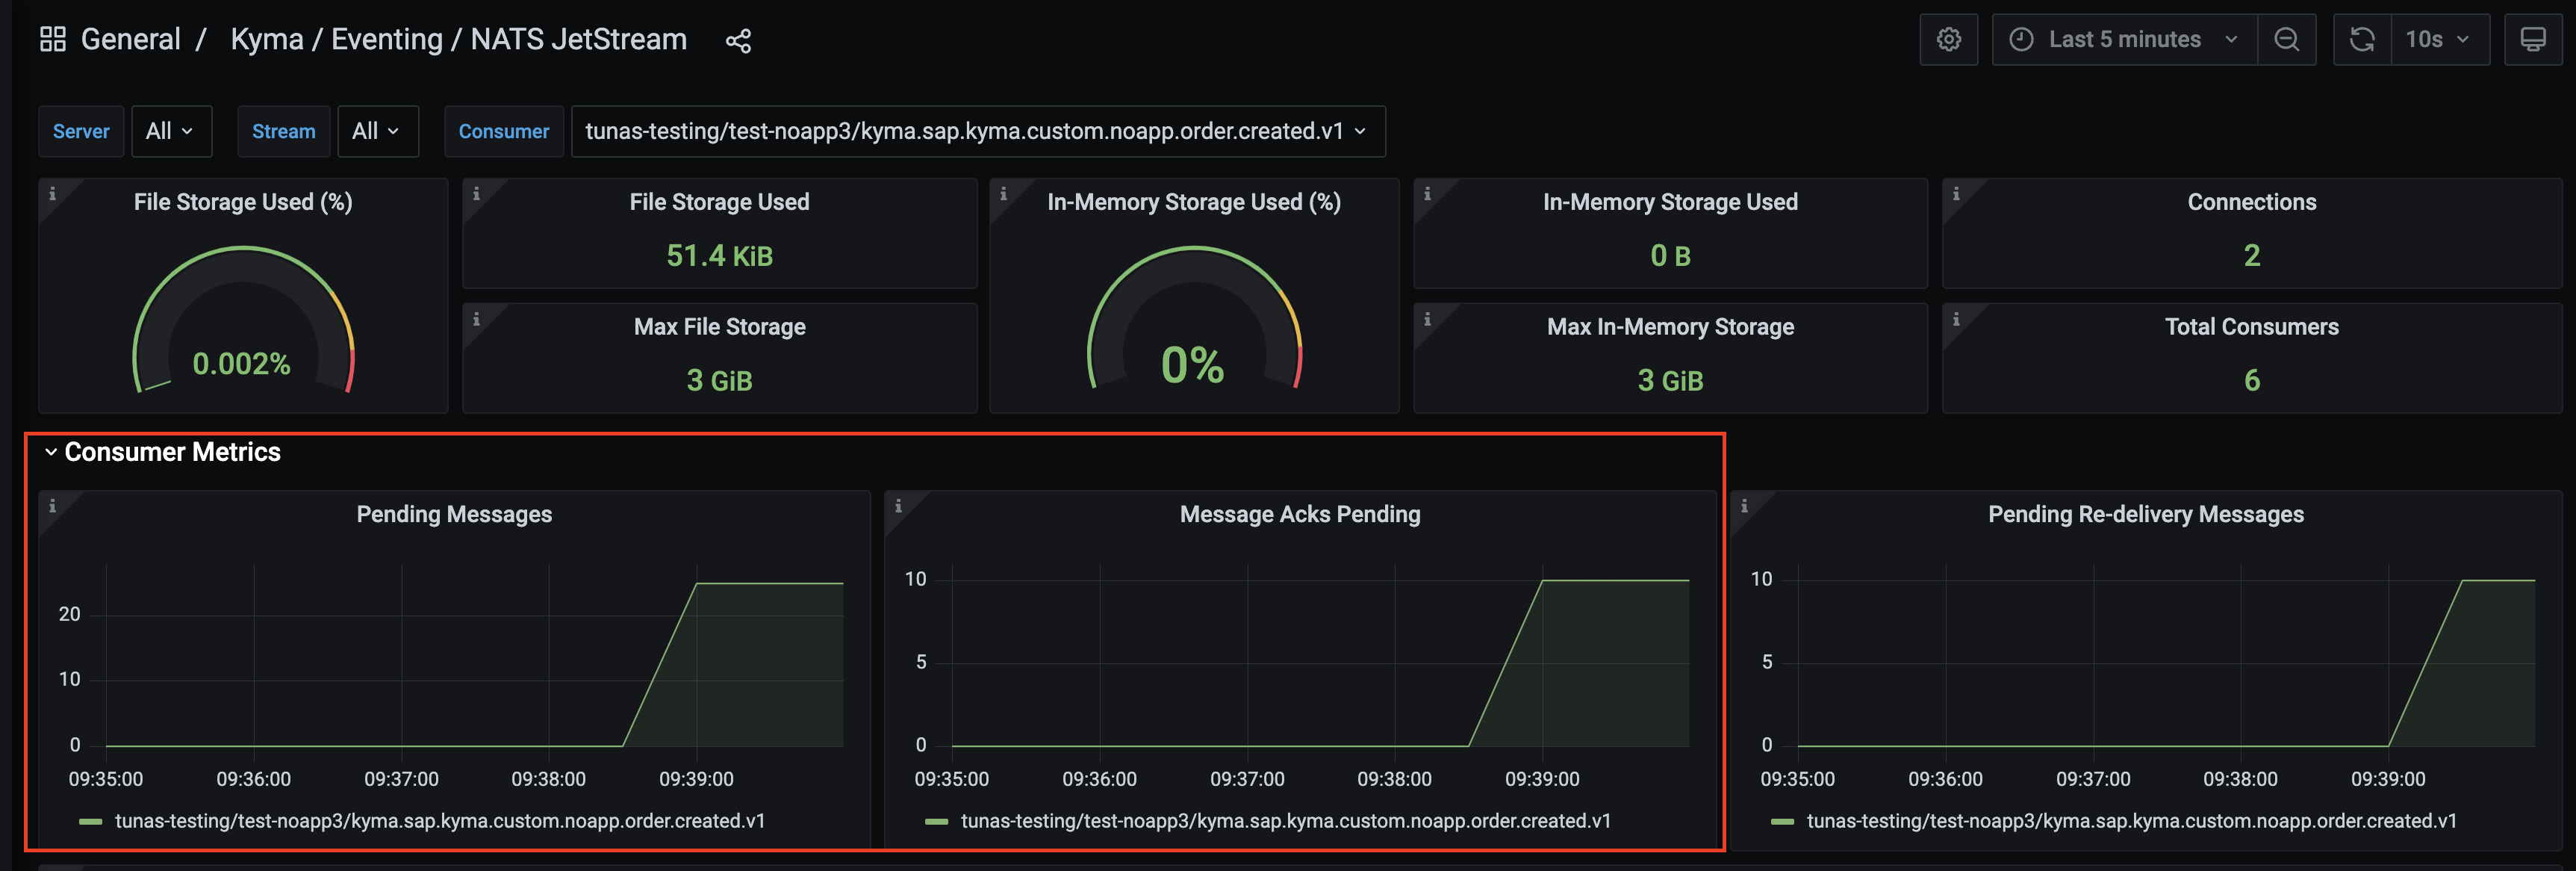 General / Kyma / Eventing / NATS JetStream
Last 5 minutes
10s
Server All Stream All Consumer tunas-testing/test-noapp3/kyma.sap.kyma.custom.noapp.order.created.v1
File Storage Used (%)
0.002%
File Storage Used
51.4 KiB
Max File Storage
3 GiB
In-Memory Storage Used (%)
0%
In-Memory Storage Used
0 B
Max In-Memory Storage
3 GiB
Connections
2
Total Consumers
6
Consumer Metrics
Pending Messages
20
10
0
09:35:00 09:36:00 09:37:00 09:38:00 09:39:00
tunas-testing/test-noapp3/kyma.sap.kyma.custom.noapp.order.created.v1
Message Acks Pending
10
5
0
09:35:00 09:36:00 09:37:00 09:38:00 09:39:00
tunas-testing/test-noapp3/kyma.sap.kyma.custom.noapp.order.created.v1
Pending Re-delivery Messages
10
5
0
09:35:00 09:36:00 09:37:00 09:38:00 09:39:00
tunas-testing/test-noapp3/kyma.sap.kyma.custom.noapp.order.created.v1